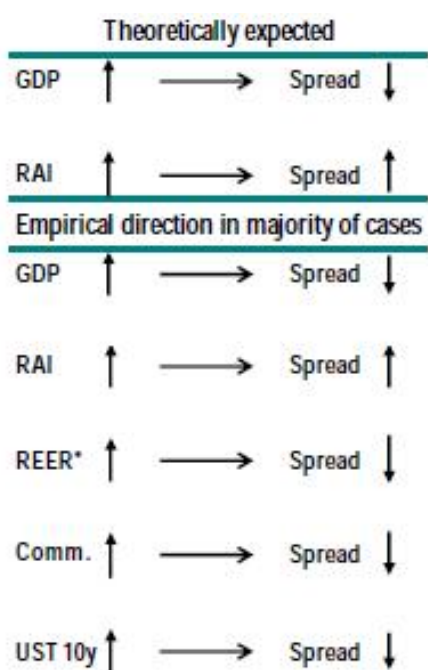 Theoretically expected
GDP ↑ → Spread ↓
RAI ↑ → Spread ↑
Empirical direction in majority of cases
GDP ↑ → Spread ↓
RAI ↑ → Spread ↑
REER* ↑ → Spread ↓
Comm. ↑ → Spread ↓
UST 10y ↑ → Spread ↓